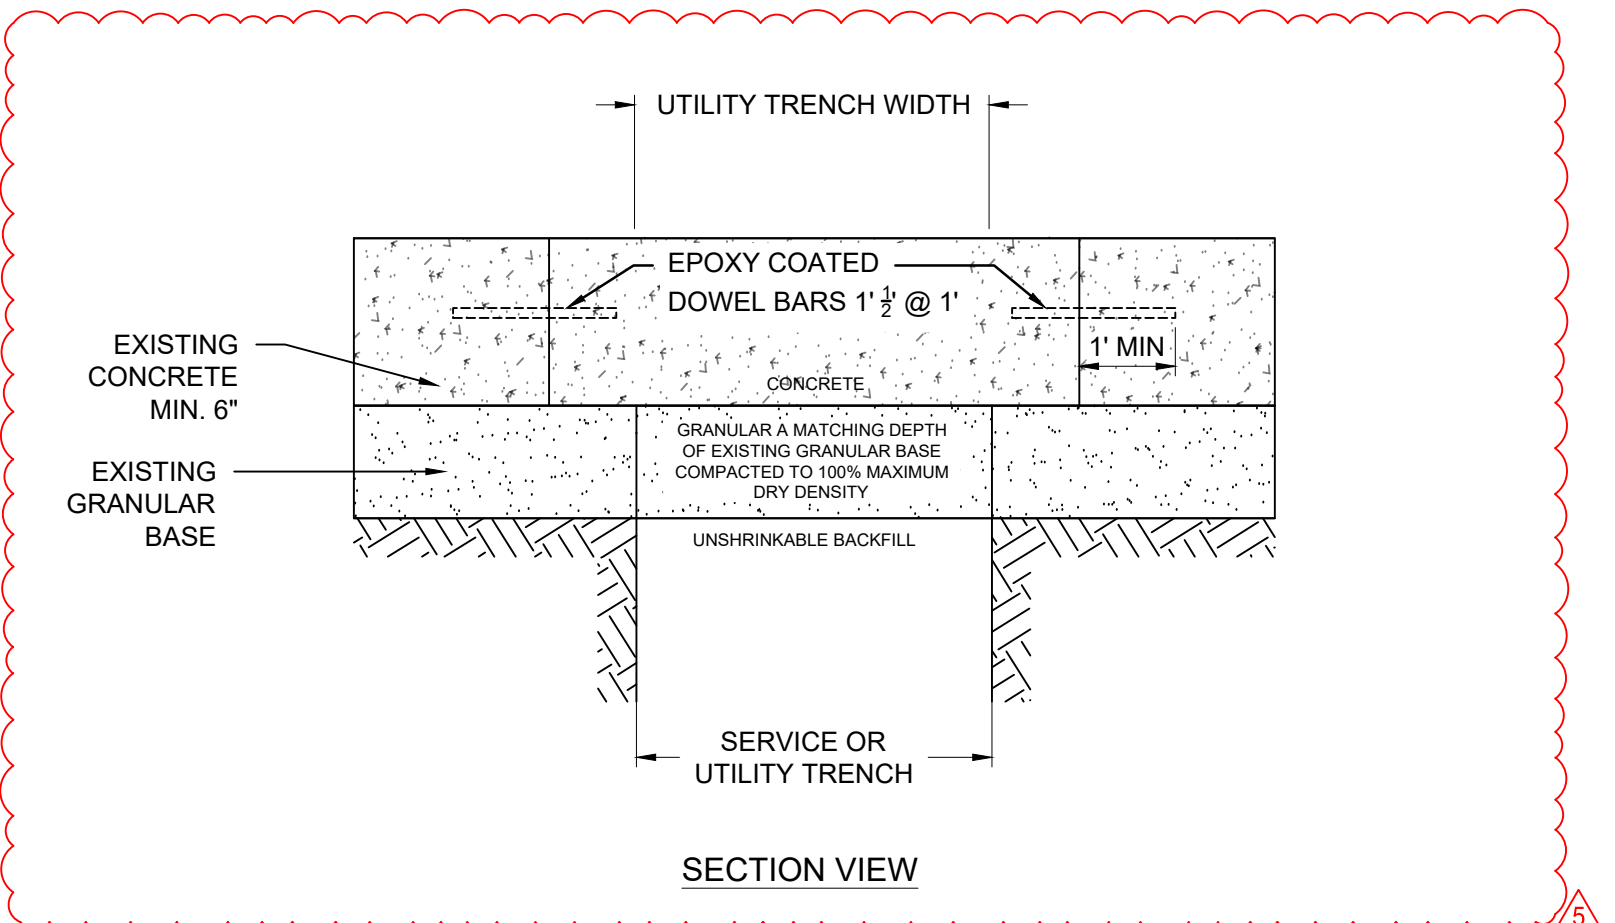 UTILITY TRENCH WIDTH
EPOXY COATED
DOWEL BARS 1' ½' @ 1'
EXISTING
CONCRETE
MIN. 6"
1' MIN
CONCRETE
GRANULAR A MATCHING DEPTH
OF EXISTING GRANULAR BASE
COMPACTED TO 100% MAXIMUM
DRY DENSITY
EXISTING
GRANULAR
BASE
UNSHRINKABLE BACKFILL
SERVICE OR
UTILITY TRENCH
SECTION VIEW
5